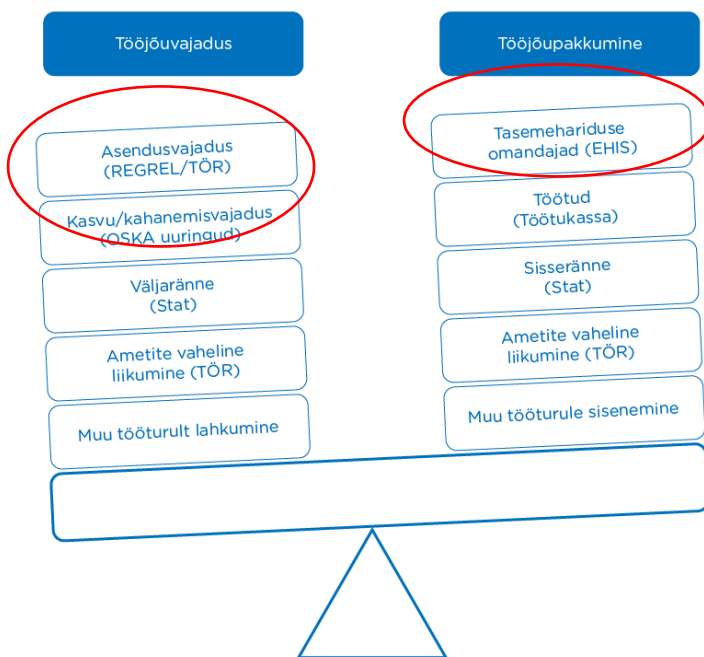 Tööjõuvajadus
Asendusvajadus
(REGREL/TÖR)
Kasvu/kahanemisvajadus
(OSKA uuringud)
Väljaränne
(Stat)
Ametite vaheline
liikumine (TÖR)
Muu tööturult lahkumine
Tööjõupakkumine
Tasemehariduse
omandajad (EHIS)
Töötud
(Töötukassa)
Sisseränne
(Stat)
Ametite vaheline
liikumine (TÖR)
Muu tööturule sisenemine